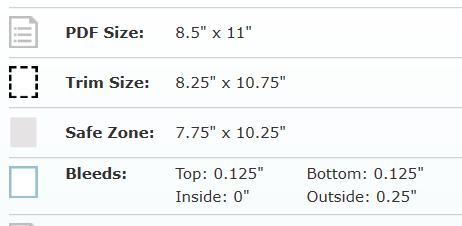 PDF Size: 8.5" x 11"
Trim Size: 8.25" x 10.75"
Safe Zone: 7.75" x 10.25"
Bleeds: Top: 0.125" Bottom: 0.125"
Inside: 0" Outside: 0.25"